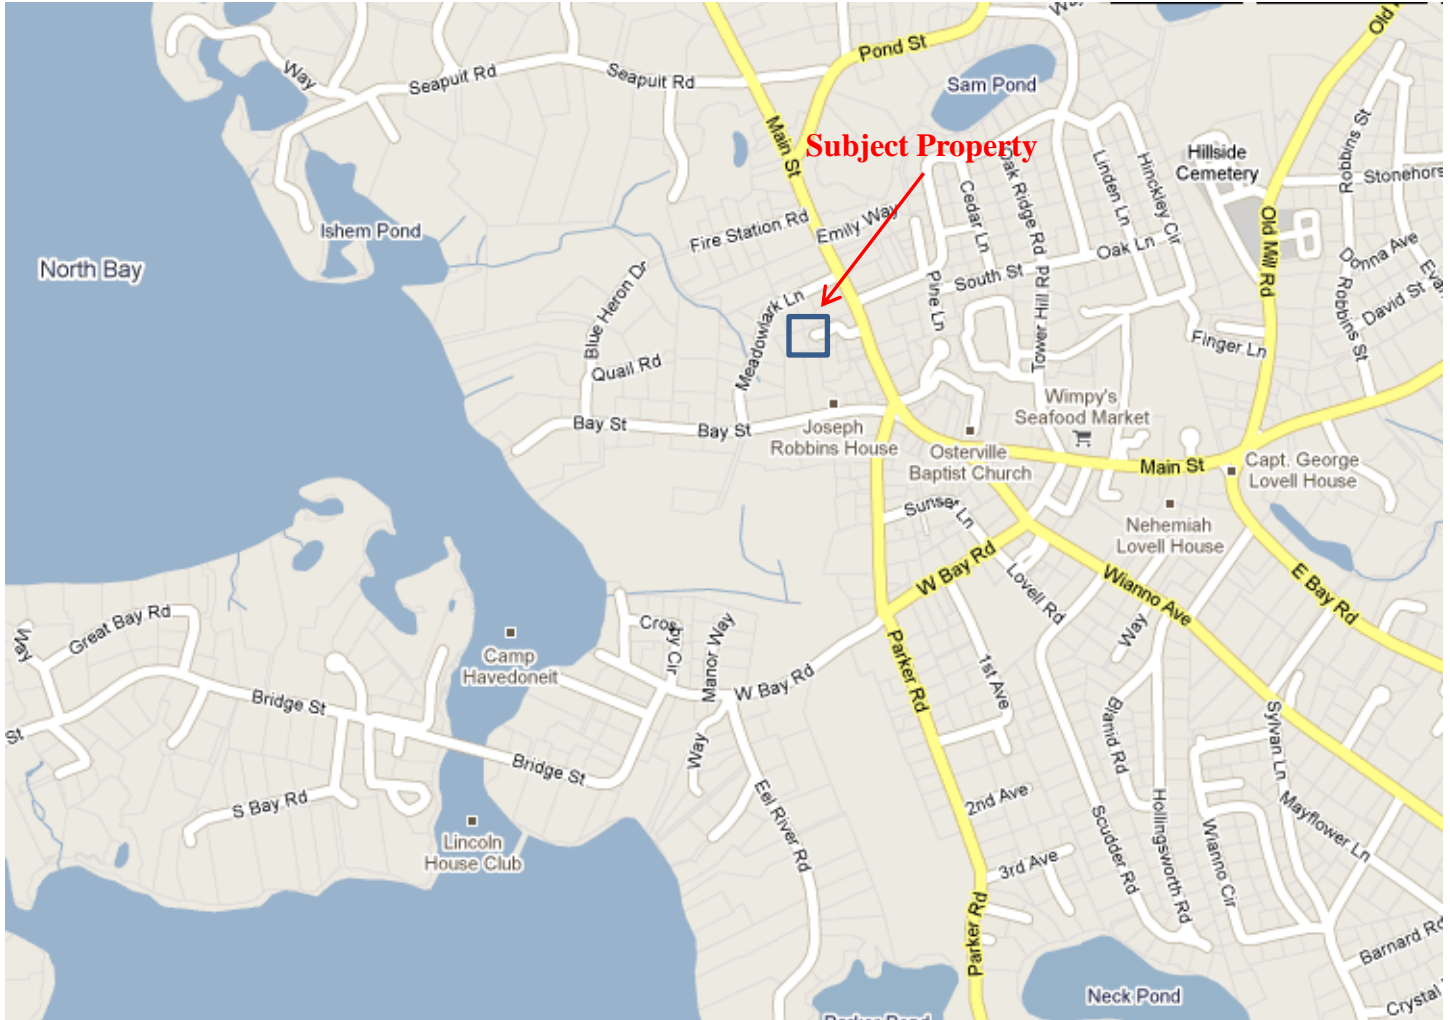 Old
Way
Pond St
Way
Seapuit Rd
Seapuit Rd
Sam Pond
Main St
Subject Property
Robbins St
Hillside
Cemetery
Stonehors
Oak Ridge Rd
Linden Ln
Hinckley Cir
Cedar Ln
Ishem Pond
Fire Station Rd
Emily Way
Old Mill Rd
Oak Ln
Donna Ave
North Bay
Blue Heron Dr
Meadowlark Ln
Pine Ln
South St
Tower Hill Rd
Robbins St
David St
Eva
Finger Ln
Quail Rd
Wimpy's
Seafood Market
Bay St
Bay St
Joseph
Robbins House
Osterville
Baptist Church
Main St
Capt. George
Lovell House
Sunset Ln
Nehemiah
Lovell House
W Bay Rd
Lovell Rd
Wianno Ave
E Bay Rd
Great Bay Rd
Way
Crosby Cir
Manor Way
Way
Camp
Havedoneit
Parker Rd
1st Ave
W Bay Rd
Bridge St
St
Blanid Rd
Sylvan Ln
Way
Bridge St
Eel River Rd
S Bay Rd
2nd Ave
Hollingsworth Rd
Mayflower Ln
Scudder Rd
Wianno Cir
Lincoln
House Club
3rd Ave
Parker Rd
Barnard Rd
Neck Pond
Crystal